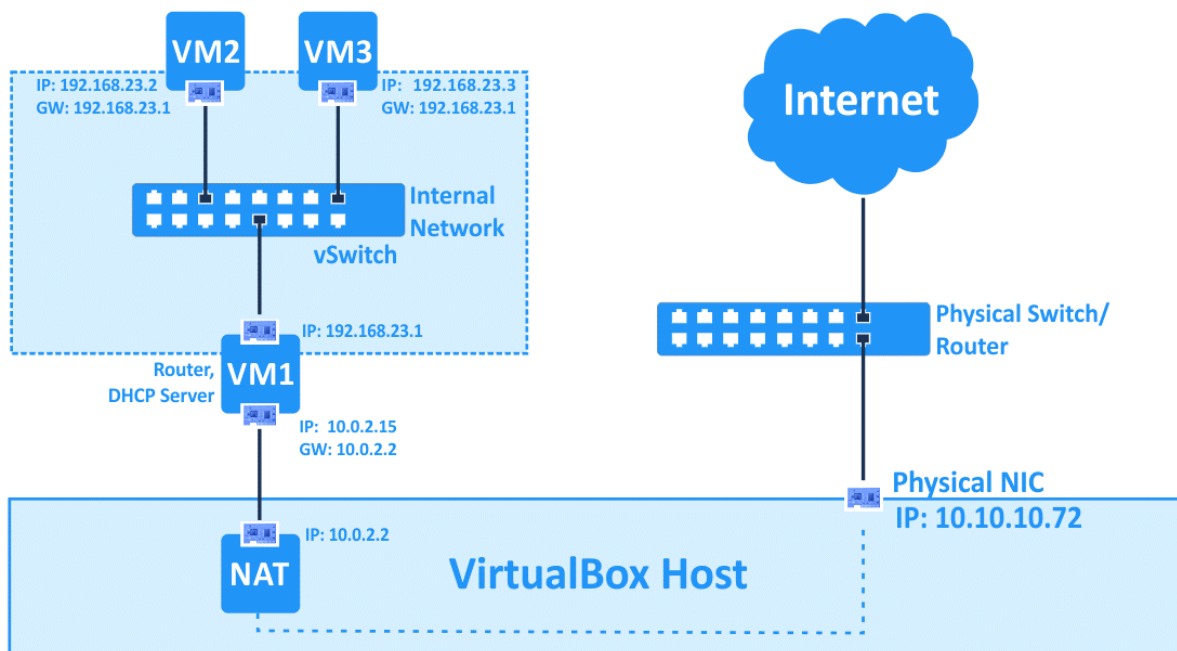 VM2
VM3
IP: 192.168.23.2
GW: 192.168.23.1
IP: 192.168.23.3
GW: 192.168.23.1
Internet
Internal
Network
vSwitch
IP: 192.168.23.1
Physical Switch/
Router
Router,
DHCP Server
VM1
IP: 10.0.2.15
GW: 10.0.2.2
Physical NIC
IP: 10.10.10.72
IP: 10.0.2.2
NAT
VirtualBox Host